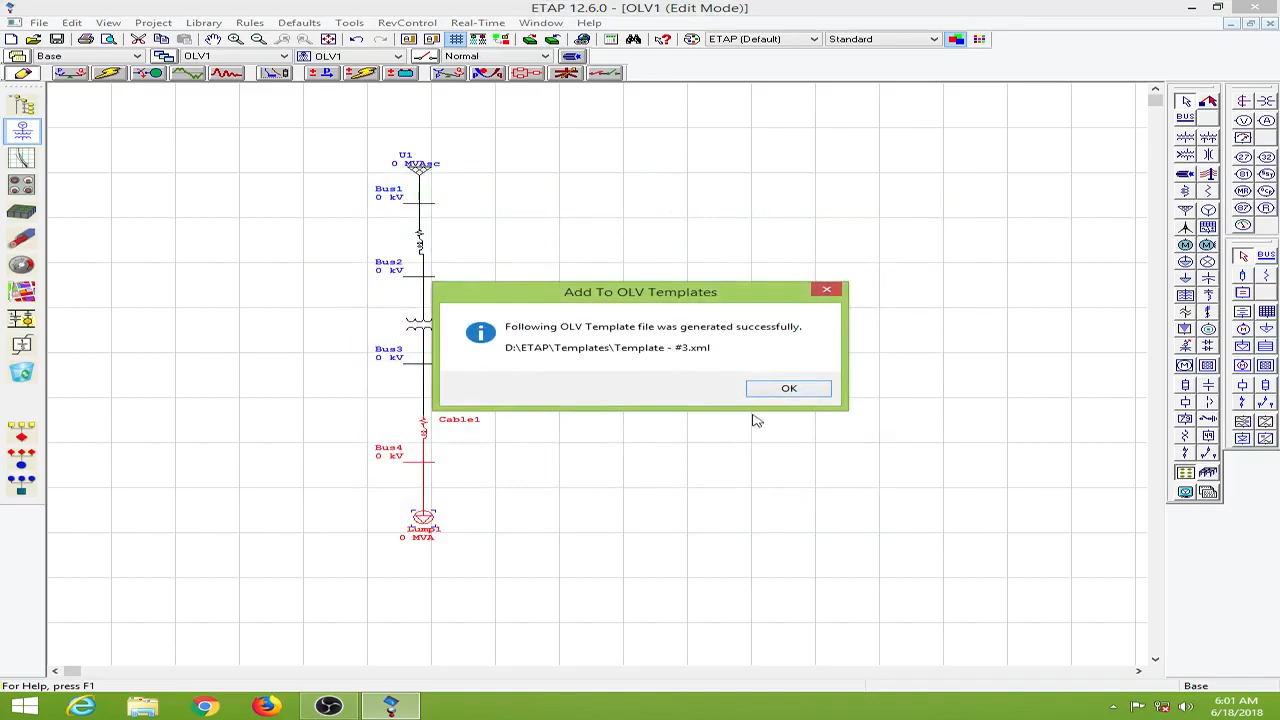 ETAP 12.6.0 - [OLV1 (Edit Mode)]
File Edit View Project Library Rules Defaults Tools RevControl Real-Time Window Help
ETAP (Default) Standard
Base OLV1 OLV1 Normal
U1
0 MVAsc
Bus1
0 kV
Bus2
0 kV
Bus3
0 kV
Cable1
Bus4
0 kV
Lump1
0 MVA
Add To OLV Templates
Following OLV Template file was generated successfully.
D:\ETAP\Templates\Template - #3.xml
OK
BUS
BUS
For Help, press F1
Base
6:01 AM
6/18/2018